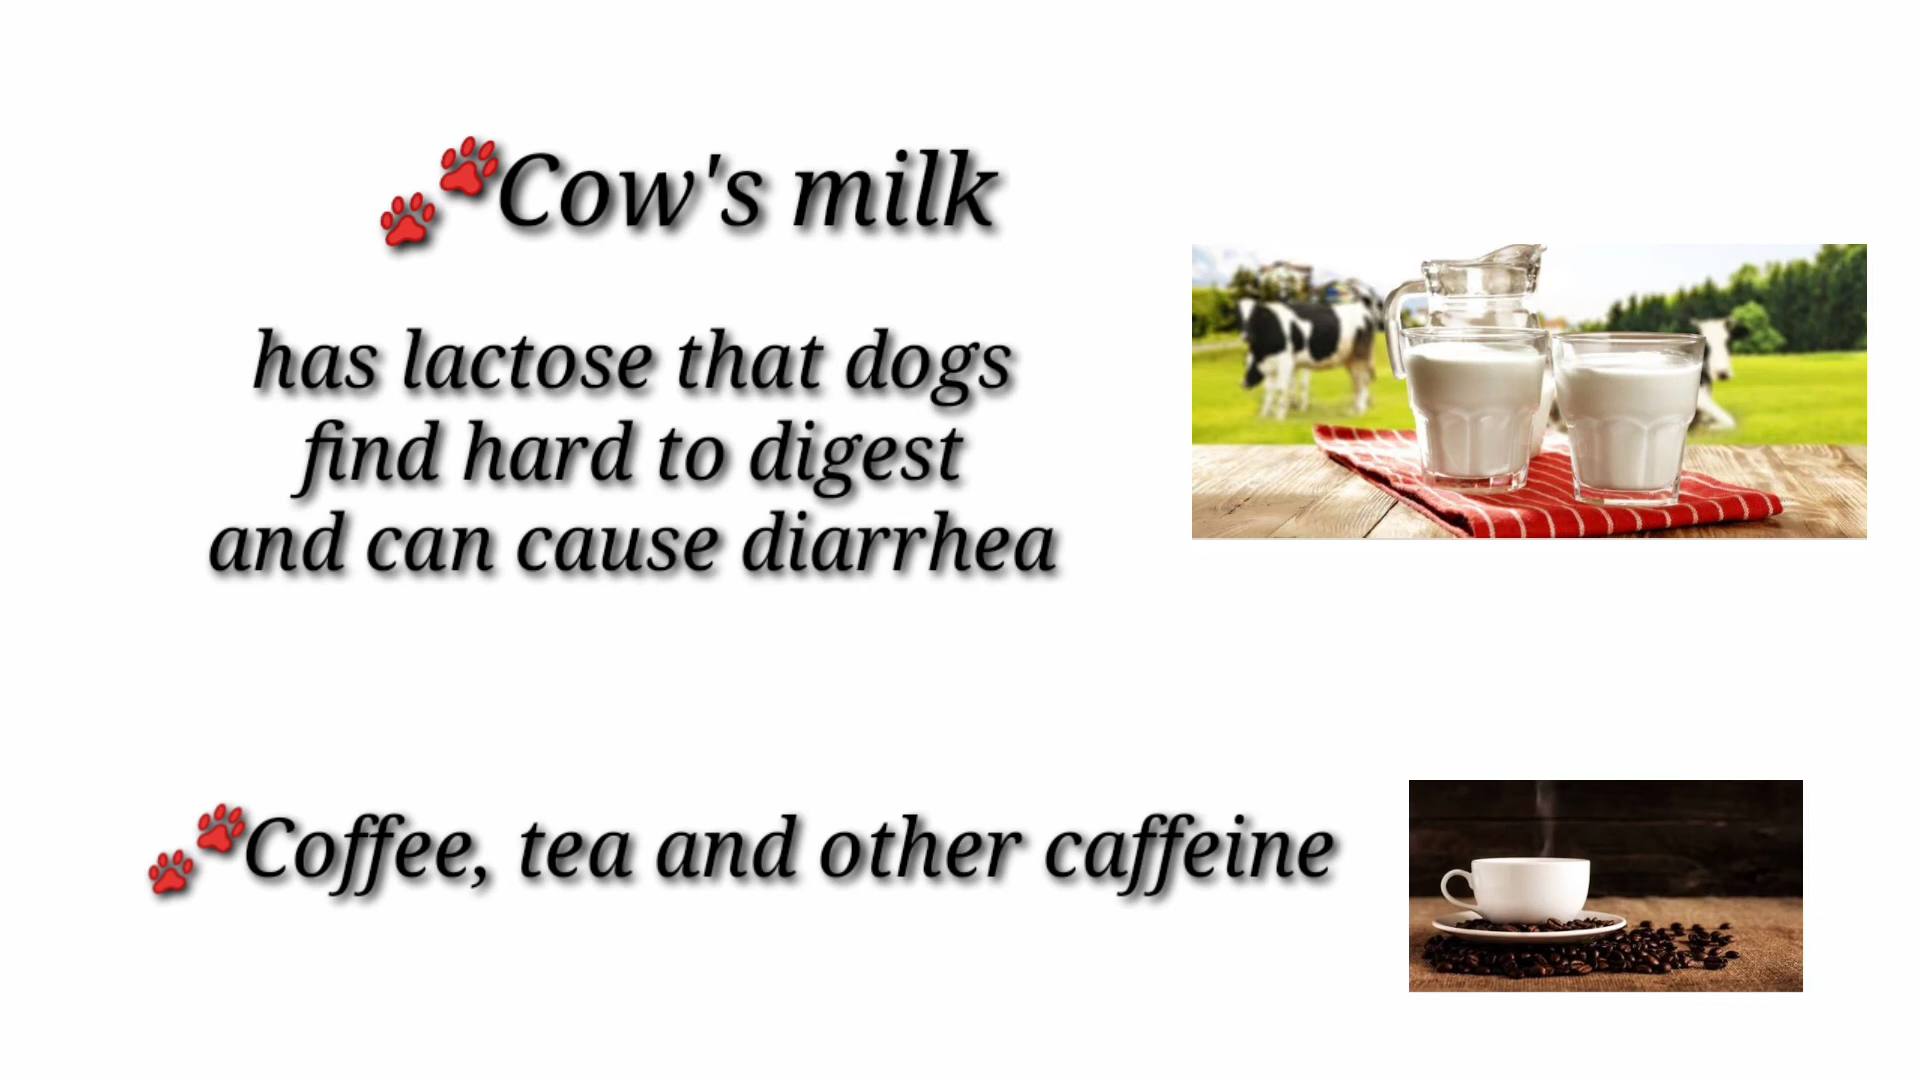 Cow's milk
has lactose that dogs
find hard to digest
and can cause diarrhea
Coffee, tea and other caffeine